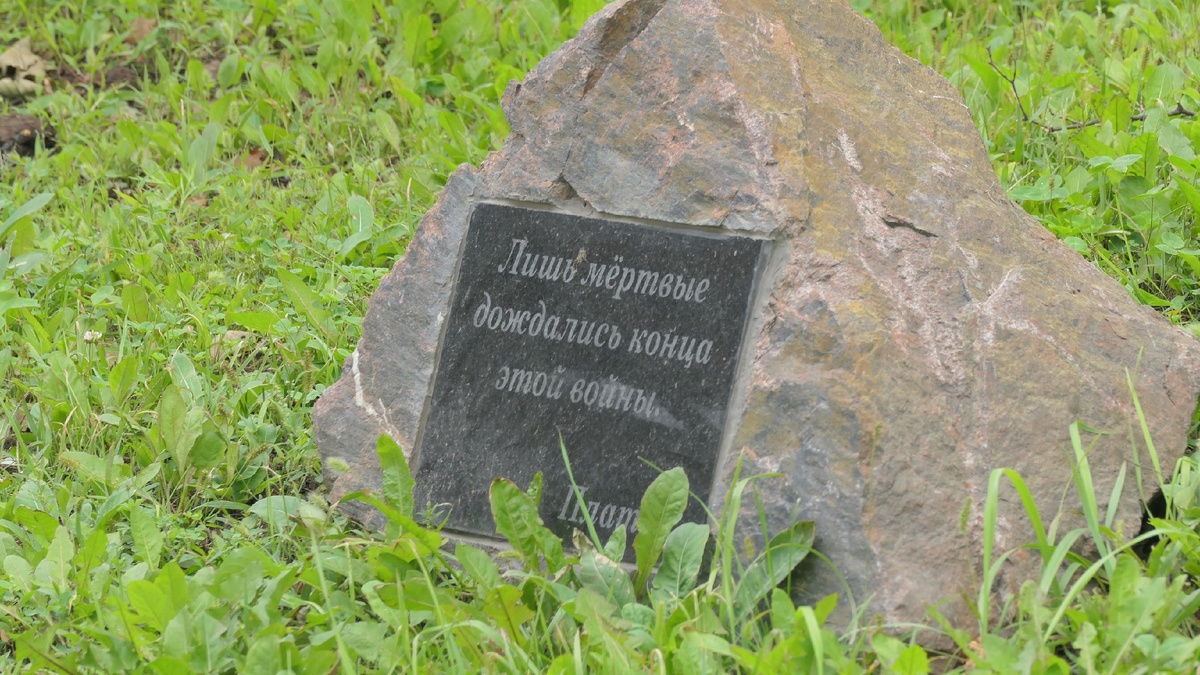 Лишь мёртвые
дождались конца
этой войны.